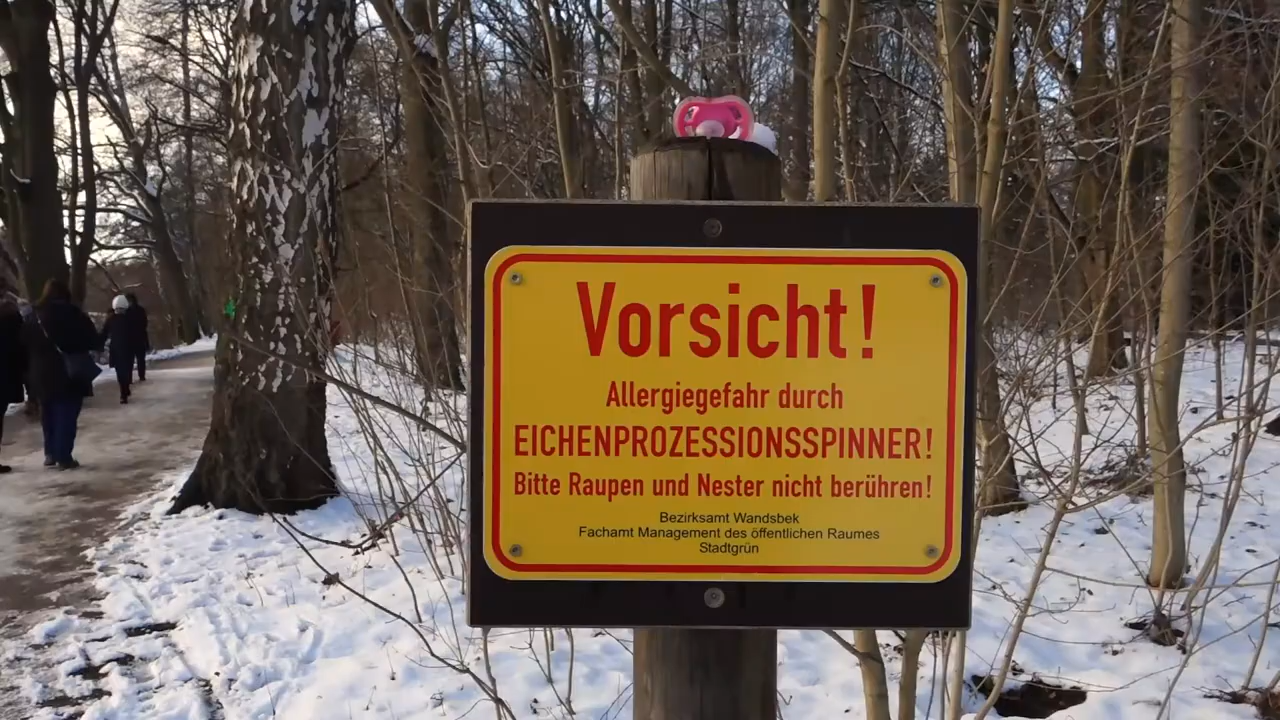 Vorsicht!
Allergiegefahr durch
EICHENPROZESSIONSSPINNER!
Bitte Raupen und Nester nicht berühren!
Bezirksamt Wandsbek
Fachamt Management des öffentlichen Raumes
Stadtgrün